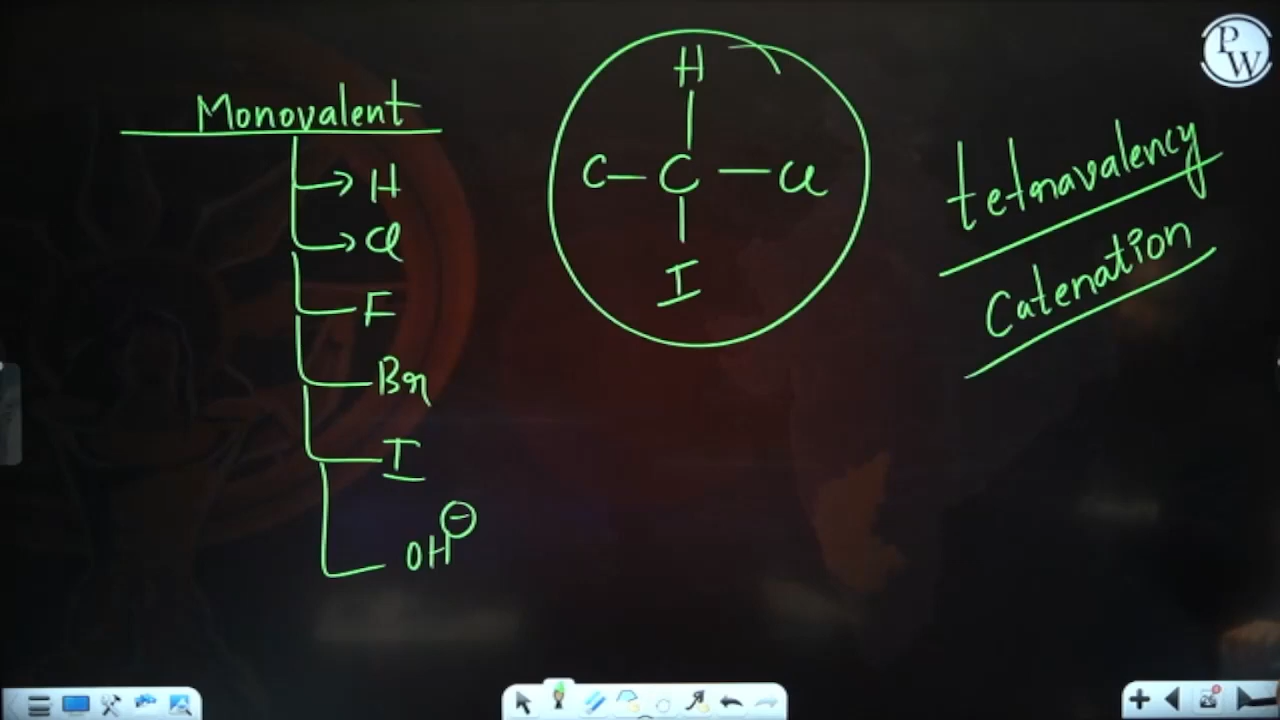 Monovalent
H
Cl
F
Br
I
OH⊖
H
C – C – Cl
I
tetravalency
Catenation
PW